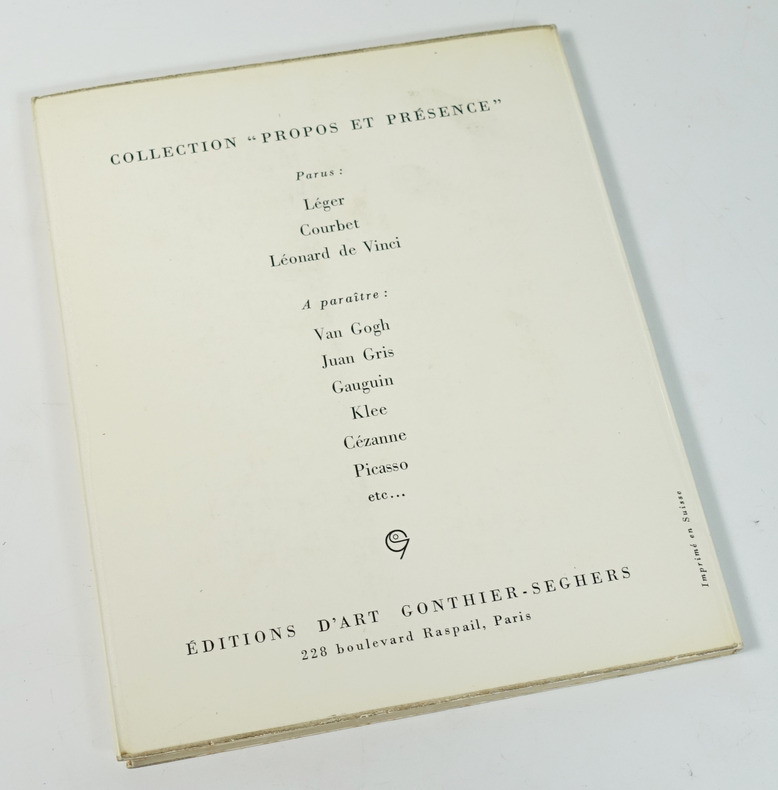 COLLECTION “PROPOS ET PRÉSENCE”
Parus :
Léger
Courbet
Léonard de Vinci
A paraître :
Van Gogh
Juan Gris
Gauguin
Klee
Cézanne
Picasso
etc...
ÉDITIONS D'ART GONTHIER-SEGHERS
228 boulevard Raspail, Paris
Imprimé en Suisse